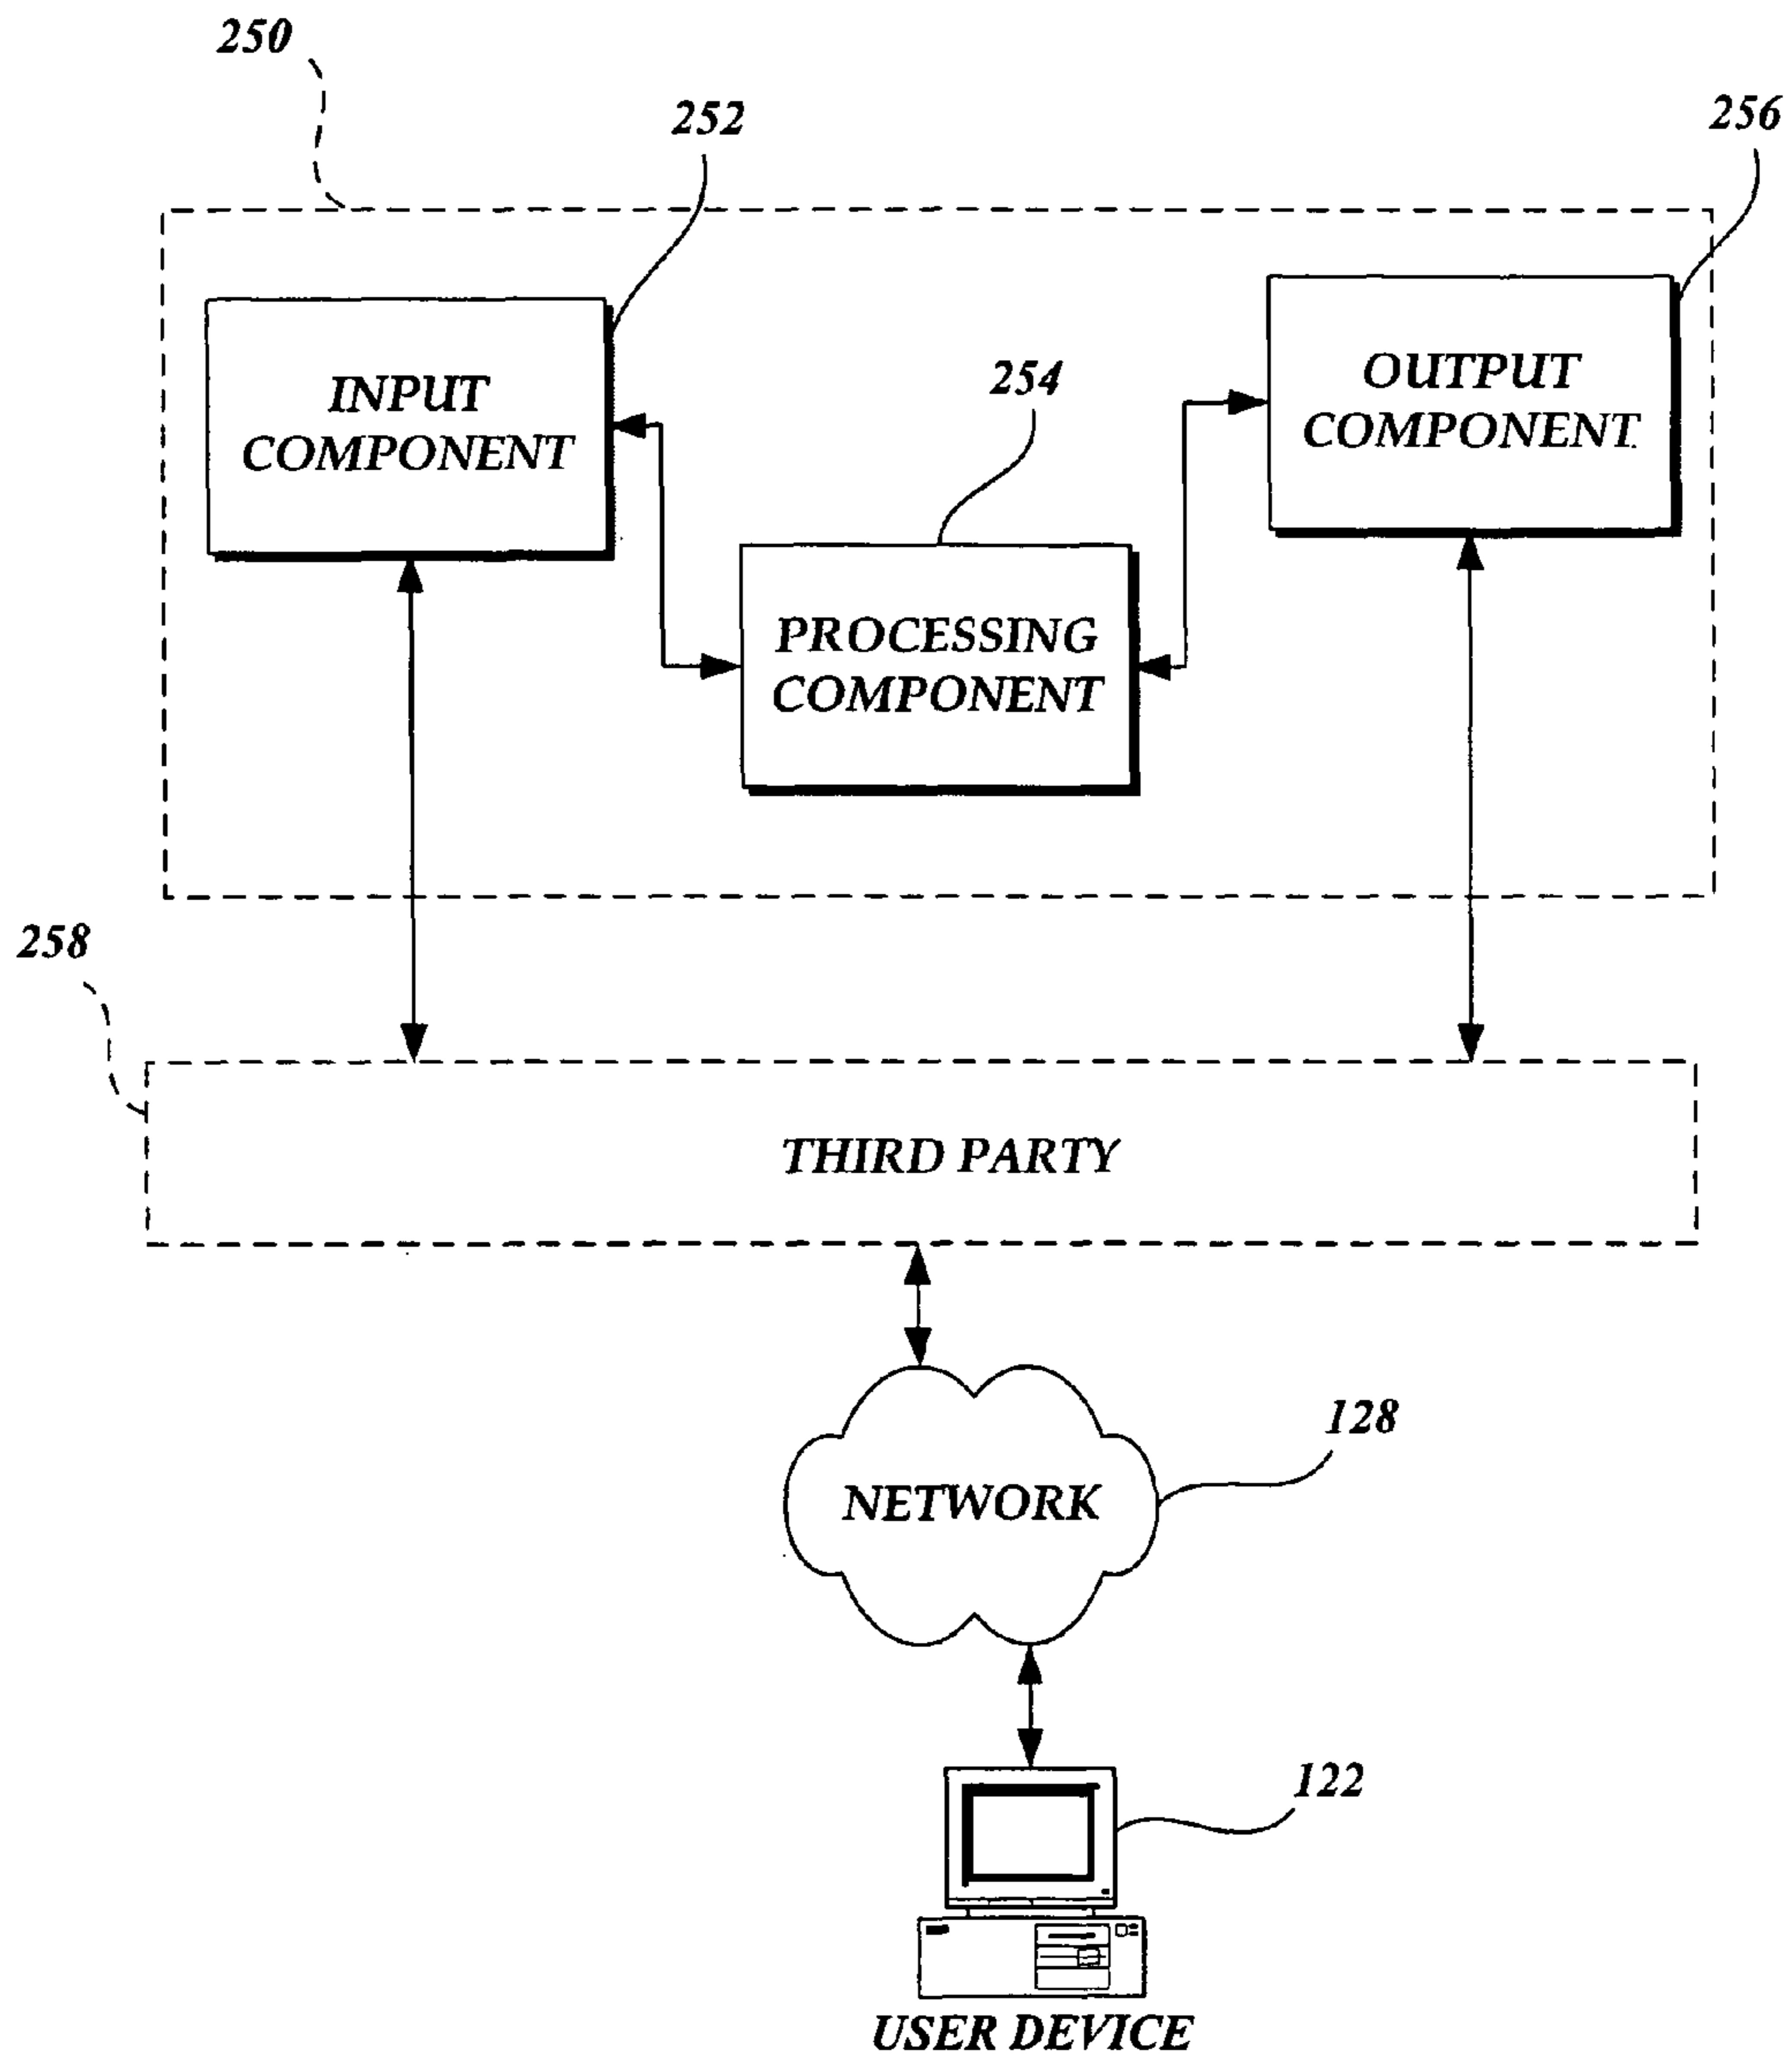 250
252
256
INPUT
COMPONENT
OUTPUT
COMPONENT
254
PROCESSING
COMPONENT
258
THIRD PARTY
128
NETWORK
122
USER DEVICE